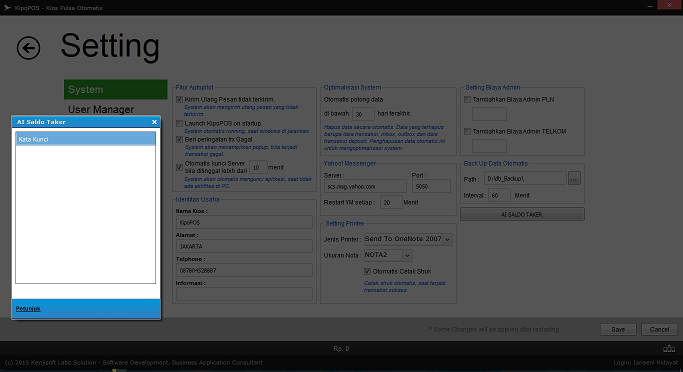 KipoPOS - Kios Pulsa Otomatis
Setting
System
User Manager
AI Saldo Taker
Kata Kunci
Petunjuk
Fitur Autopilot
Kirim Ulang Pesan tidak terkirim.
System akan mengirim ulang pesan yang tidak
terkirim
Launch KipoPOS on startup.
System otomatis running, saat windows di jalankan
Beri peringatan trx Gagal
System akan menampilkan popup, bila terjadi
transaksi gagal.
Otomatis kunci Server
bila ditinggal lebih dari 10 menit
System akan otomatis mengunci aplikasi, saat tidak
ada aktifitas di PC.
Identitas Usaha
Nama Kios :
KipoPOS
Alamat :
JAKARTA
Telphone :
087804528887
Informasi :
Optimalisasi System
Otomatis potong data
di bawah 30 hari terakhir
Hapus data secara otomatis. Data yang terhapus
berupa data transaksi, inbox, outbox dan data
transaksi deposit. Penghapusan data otomatis ini
untuk mengoptimalisasi system.
Yahoo! Messenger
Server : Port :
scs.msg.yahoo.com 5050
Restart YM setiap : 20 Menit
Setting Printer
Jenis Printer : Send To OneNote 2007
Ukuran Nota : NOTA2
Otomatis Cetak Struk
Cetak struk otomatis, saat terjadi
transaksi sukses.
Setting Biaya Admin
Tambahkan Biaya Admin PLN
Tambahkan Biaya Admin TELKOM
Back Up Data Otomatis
Path : D:\db_Backup\ ...
Interval : 60 Menit
AI SALDO TAKER
* Some Changes will be applied after restarting
Save Cancel
Rp. 0
(c) 2015 Kenjisoft Labs Solution - Software Development, Business Application Consultant
Login: Isnaeni Hidayat